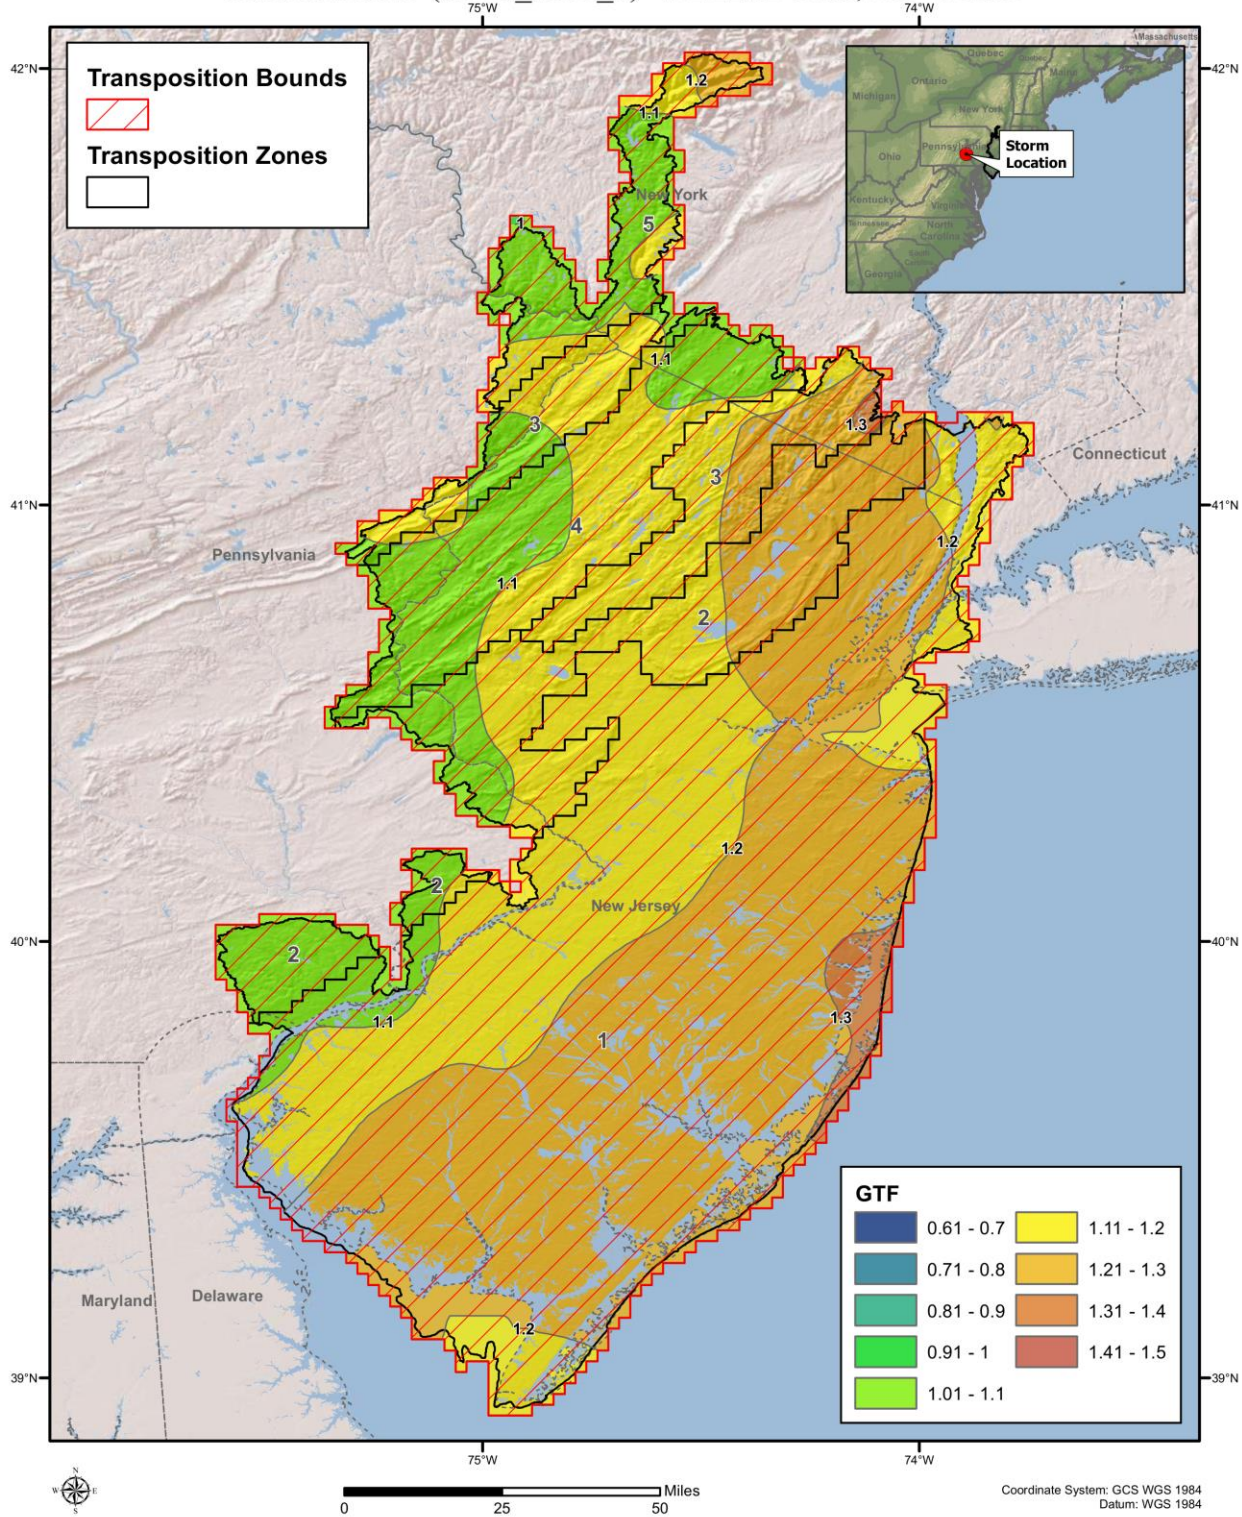 75°W
74°W
42°N
42°N
Transposition Bounds
Transposition Zones
Massachusetts
Quebec
Ontario
Maine
Michigan
New York
Pennsylvania
Ohio
Storm
Location
Kentucky
Virginia
Tennessee
North
Carolina
South
Carolina
Georgia
1.2
1.1
New York
1
5
1.1
3
1.3
3
Connecticut
41°N
41°N
4
1.2
Pennsylvania
1.1
2
1.2
2
New Jersey
40°N
40°N
2
1.1
1.3
1
GTF
0.61 - 0.7
1.11 - 1.2
0.71 - 0.8
1.21 - 1.3
Maryland
Delaware
0.81 - 0.9
1.31 - 1.4
1.2
0.91 - 1
1.41 - 1.5
39°N
39°N
1.01 - 1.1
75°W
74°W
N
W
E
S
Miles
0
25
50
Coordinate System: GCS WGS 1984
Datum: WGS 1984